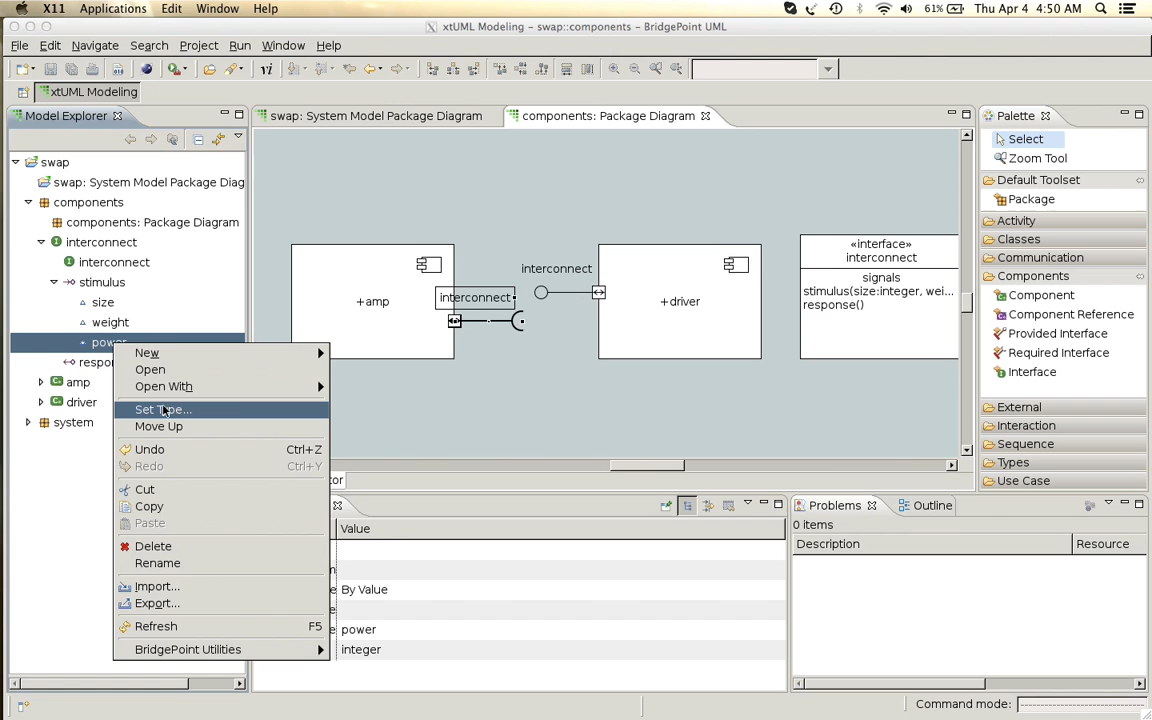 X11 Applications Edit Window Help 61% Thu Apr 4 4:50 AM
xtUML Modeling – swap::components – BridgePoint UML
File Edit Navigate Search Project Run Window Help
xtUML Modeling
Model Explorer
swap: System Model Package Diagram
components: Package Diagram
Palette
swap
swap: System Model Package Diag
components
components: Package Diagram
interconnect
interconnect
stimulus
size
weight
power
respon
amp
driver
system
New
Open
Open With
Set Type...
Move Up
Undo Ctrl+Z
Redo Ctrl+Y
Cut
Copy
Paste
Delete
Rename
Import...
Export...
Refresh F5
BridgePoint Utilities
+amp
interconnect
interconnect
+driver
«interface»
interconnect
signals
stimulus(size:integer, wei...
response()
Select
Zoom Tool
Default Toolset
Package
Activity
Classes
Communication
Components
Component
Component Reference
Provided Interface
Required Interface
Interface
External
Interaction
Sequence
Types
Use Case
tor
Value
m
e By Value
e
e power
integer
Problems
Outline
0 items
Description Resource
Command mode: